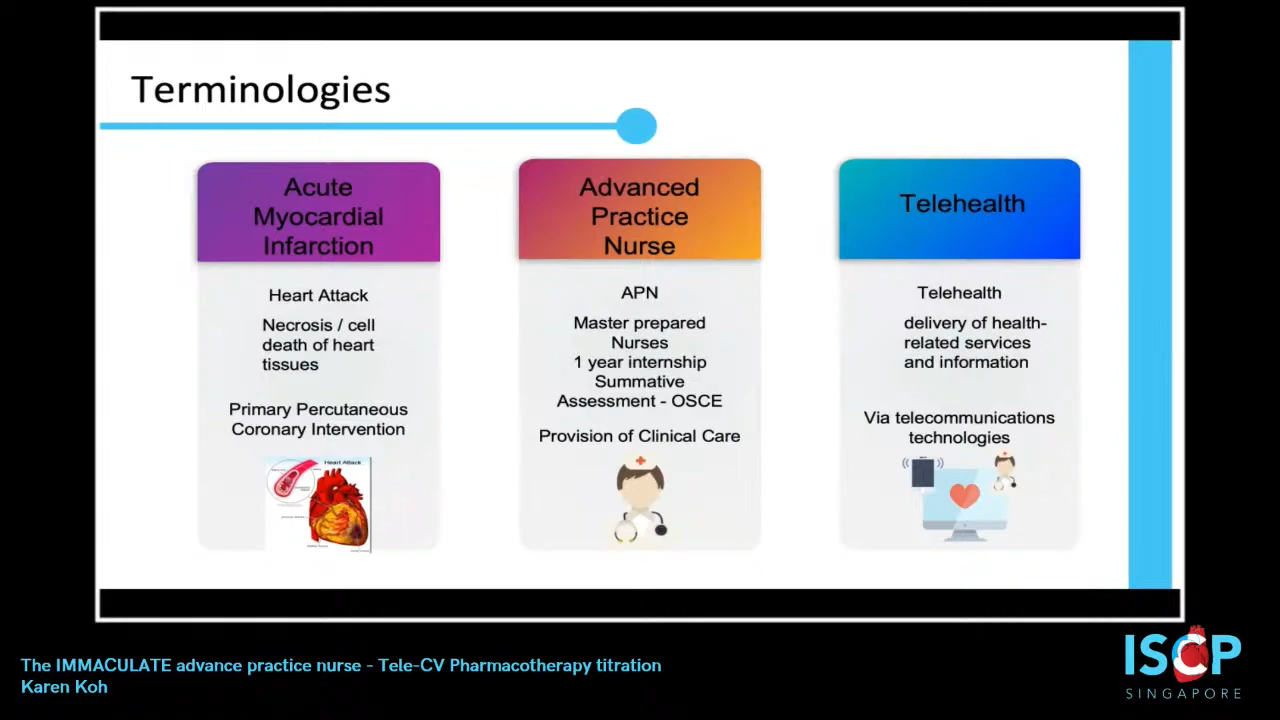 Terminologies
Acute
Myocardial
Infarction
Heart Attack
Necrosis / cell
death of heart
tissues
Primary Percutaneous
Coronary Intervention
Heart Attack
Advanced
Practice
Nurse
APN
Master prepared
Nurses
1 year internship
Summative
Assessment - OSCE
Provision of Clinical Care
Telehealth
Telehealth
delivery of health-
related services
and information
Via telecommunications
technologies
The IMMACULATE advance practice nurse - Tele-CV Pharmacotherapy titration
Karen Koh
ISCP
SINGAPORE